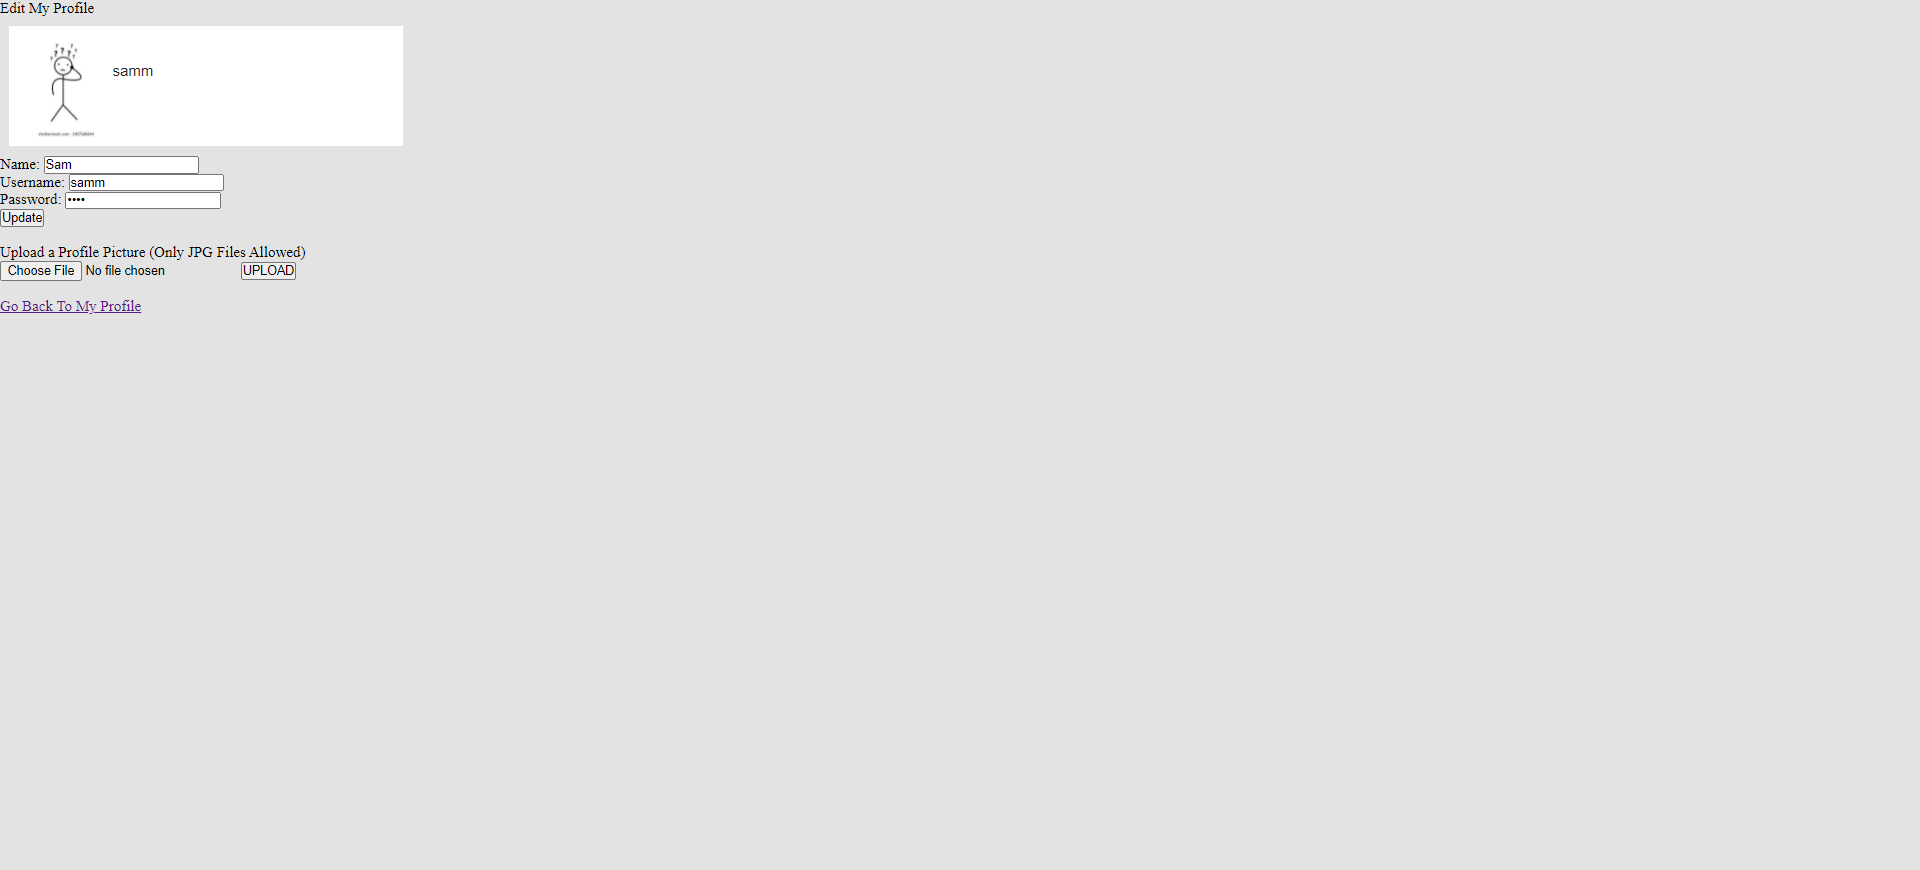 Edit My Profile
samm
Name: Sam
Username: samm
Password: ••••
Update
Upload a Profile Picture (Only JPG Files Allowed)
Choose File No file chosen UPLOAD
Go Back To My Profile